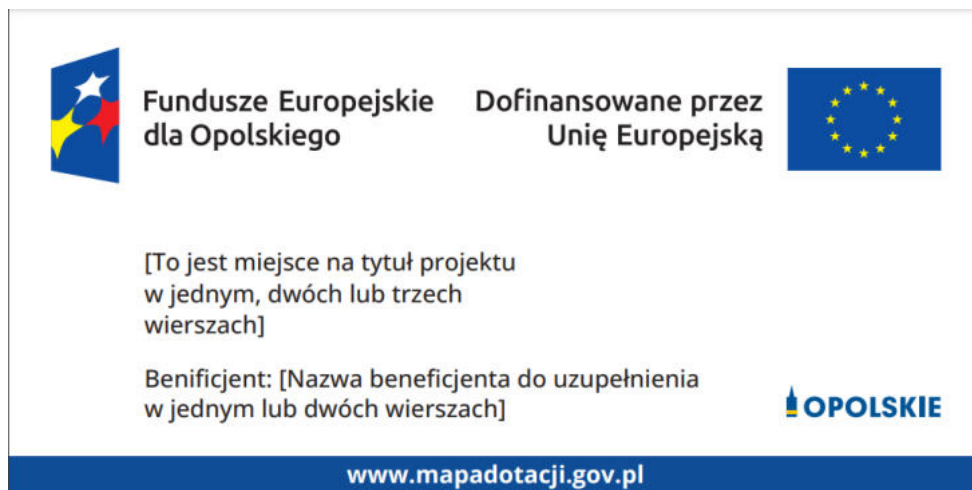 Fundusze Europejskie
dla Opolskiego
Dofinansowane przez
Unię Europejską
[To jest miejsce na tytuł projektu
w jednym, dwóch lub trzech
wierszach]
Benificjent: [Nazwa beneficjenta do uzupełnienia
w jednym lub dwóch wierszach]
OPOLSKIE
www.mapadotacji.gov.pl